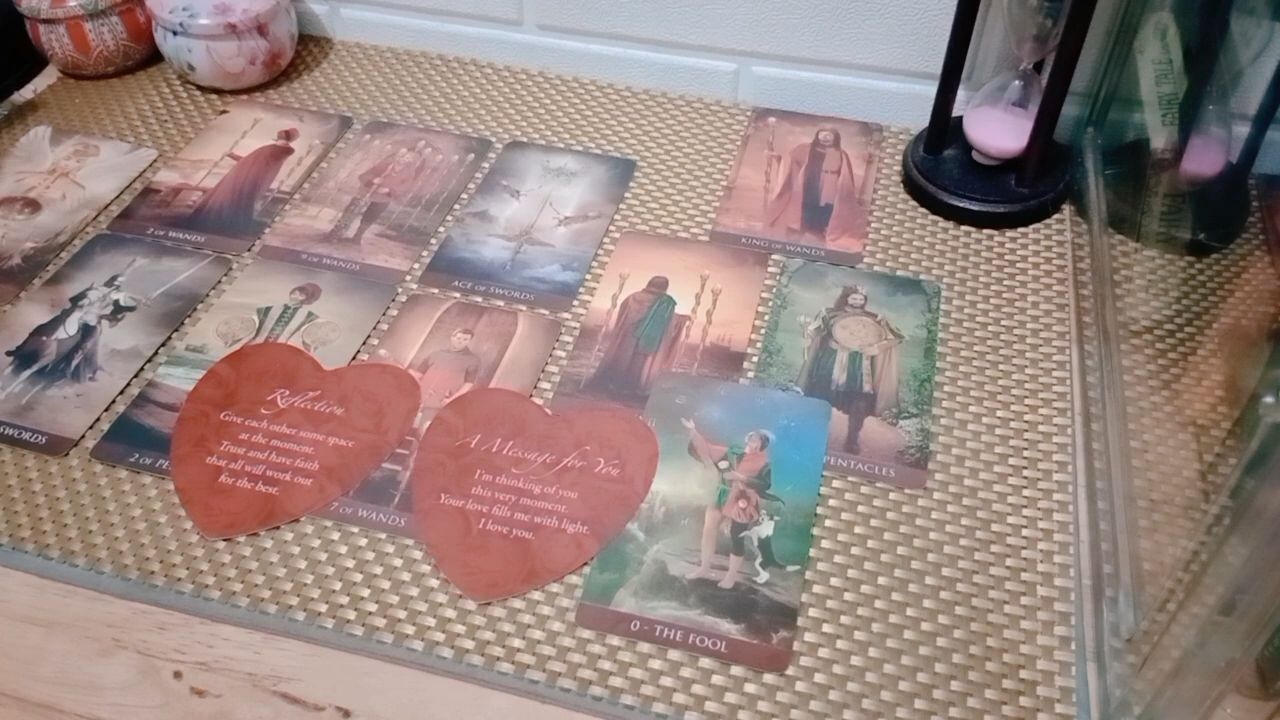 FAIRY TALE
2 OF WANDS
9 OF WANDS
ACE OF SWORDS
KING OF WANDS
SWORDS
2 OF PE
7 OF WANDS
PENTACLES
Reflection
Give each other some space
at the moment.
Trust and have faith
that all will work out
for the best.
A Message for You
I'm thinking of you
this very moment.
Your love fills me with light.
I love you.
0 - THE FOOL